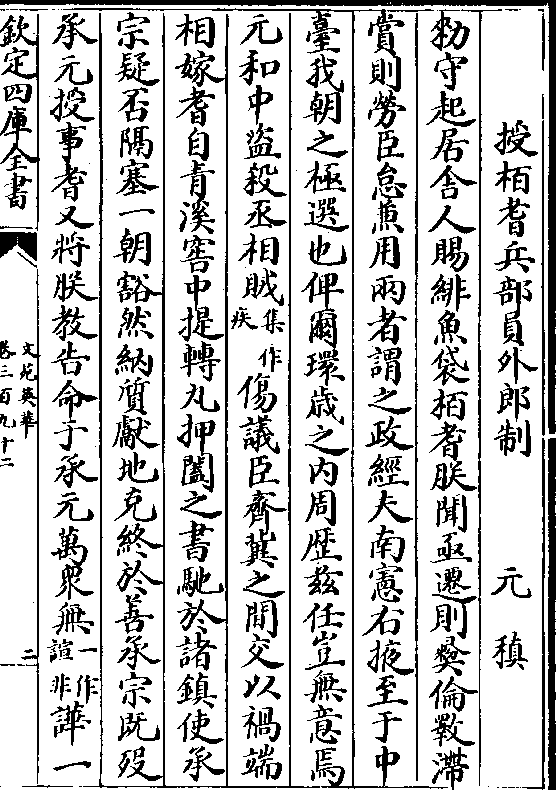 授栢耆兵部員外郎制 元稹
勑守起居舍人賜緋魚袋栢耆朕聞亟遷則彛倫斁滯
賞則勞臣怠兼用兩者謂之政經大南憲右掖至于中
臺我朝之極選也俾爾環歳之内周歴兹任豈無意焉
元和中盜殺丞相賊集作疾傷議臣齊冀之間交以禍端
相嫁耆自青溪窖中提轉丸押闔之書馳於諸鎮使承
宗疑否隔塞一朝豁然納質獻地克終於善承宗既殁
承元授事耆又將朕敎告命于承元萬衆無諠一作非譁一
欽定四庫全書
文苑英華
卷三百九十二
二